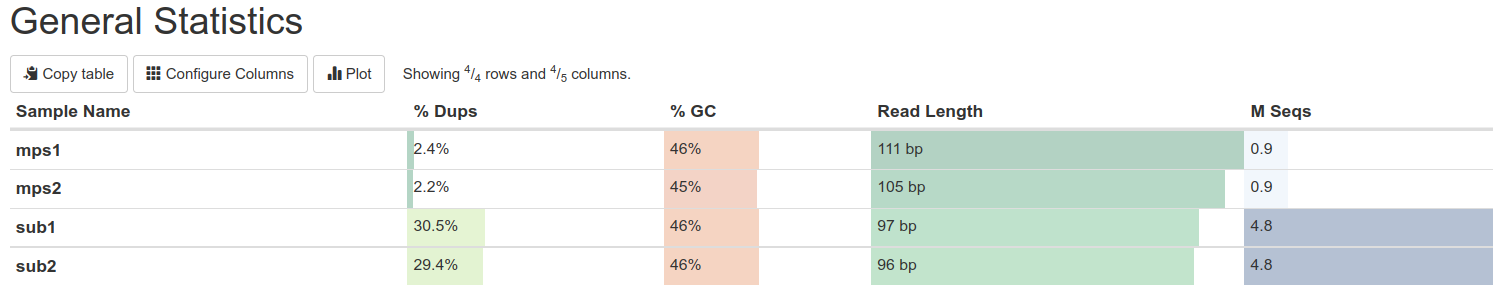 General Statistics
Copy table Configure Columns Plot Showing 4/4 rows and 4/5 columns.
Sample Name % Dups % GC Read Length M Seqs
mps1 2.4% 46% 111 bp 0.9
mps2 2.2% 45% 105 bp 0.9
sub1 30.5% 46% 97 bp 4.8
sub2 29.4% 46% 96 bp 4.8